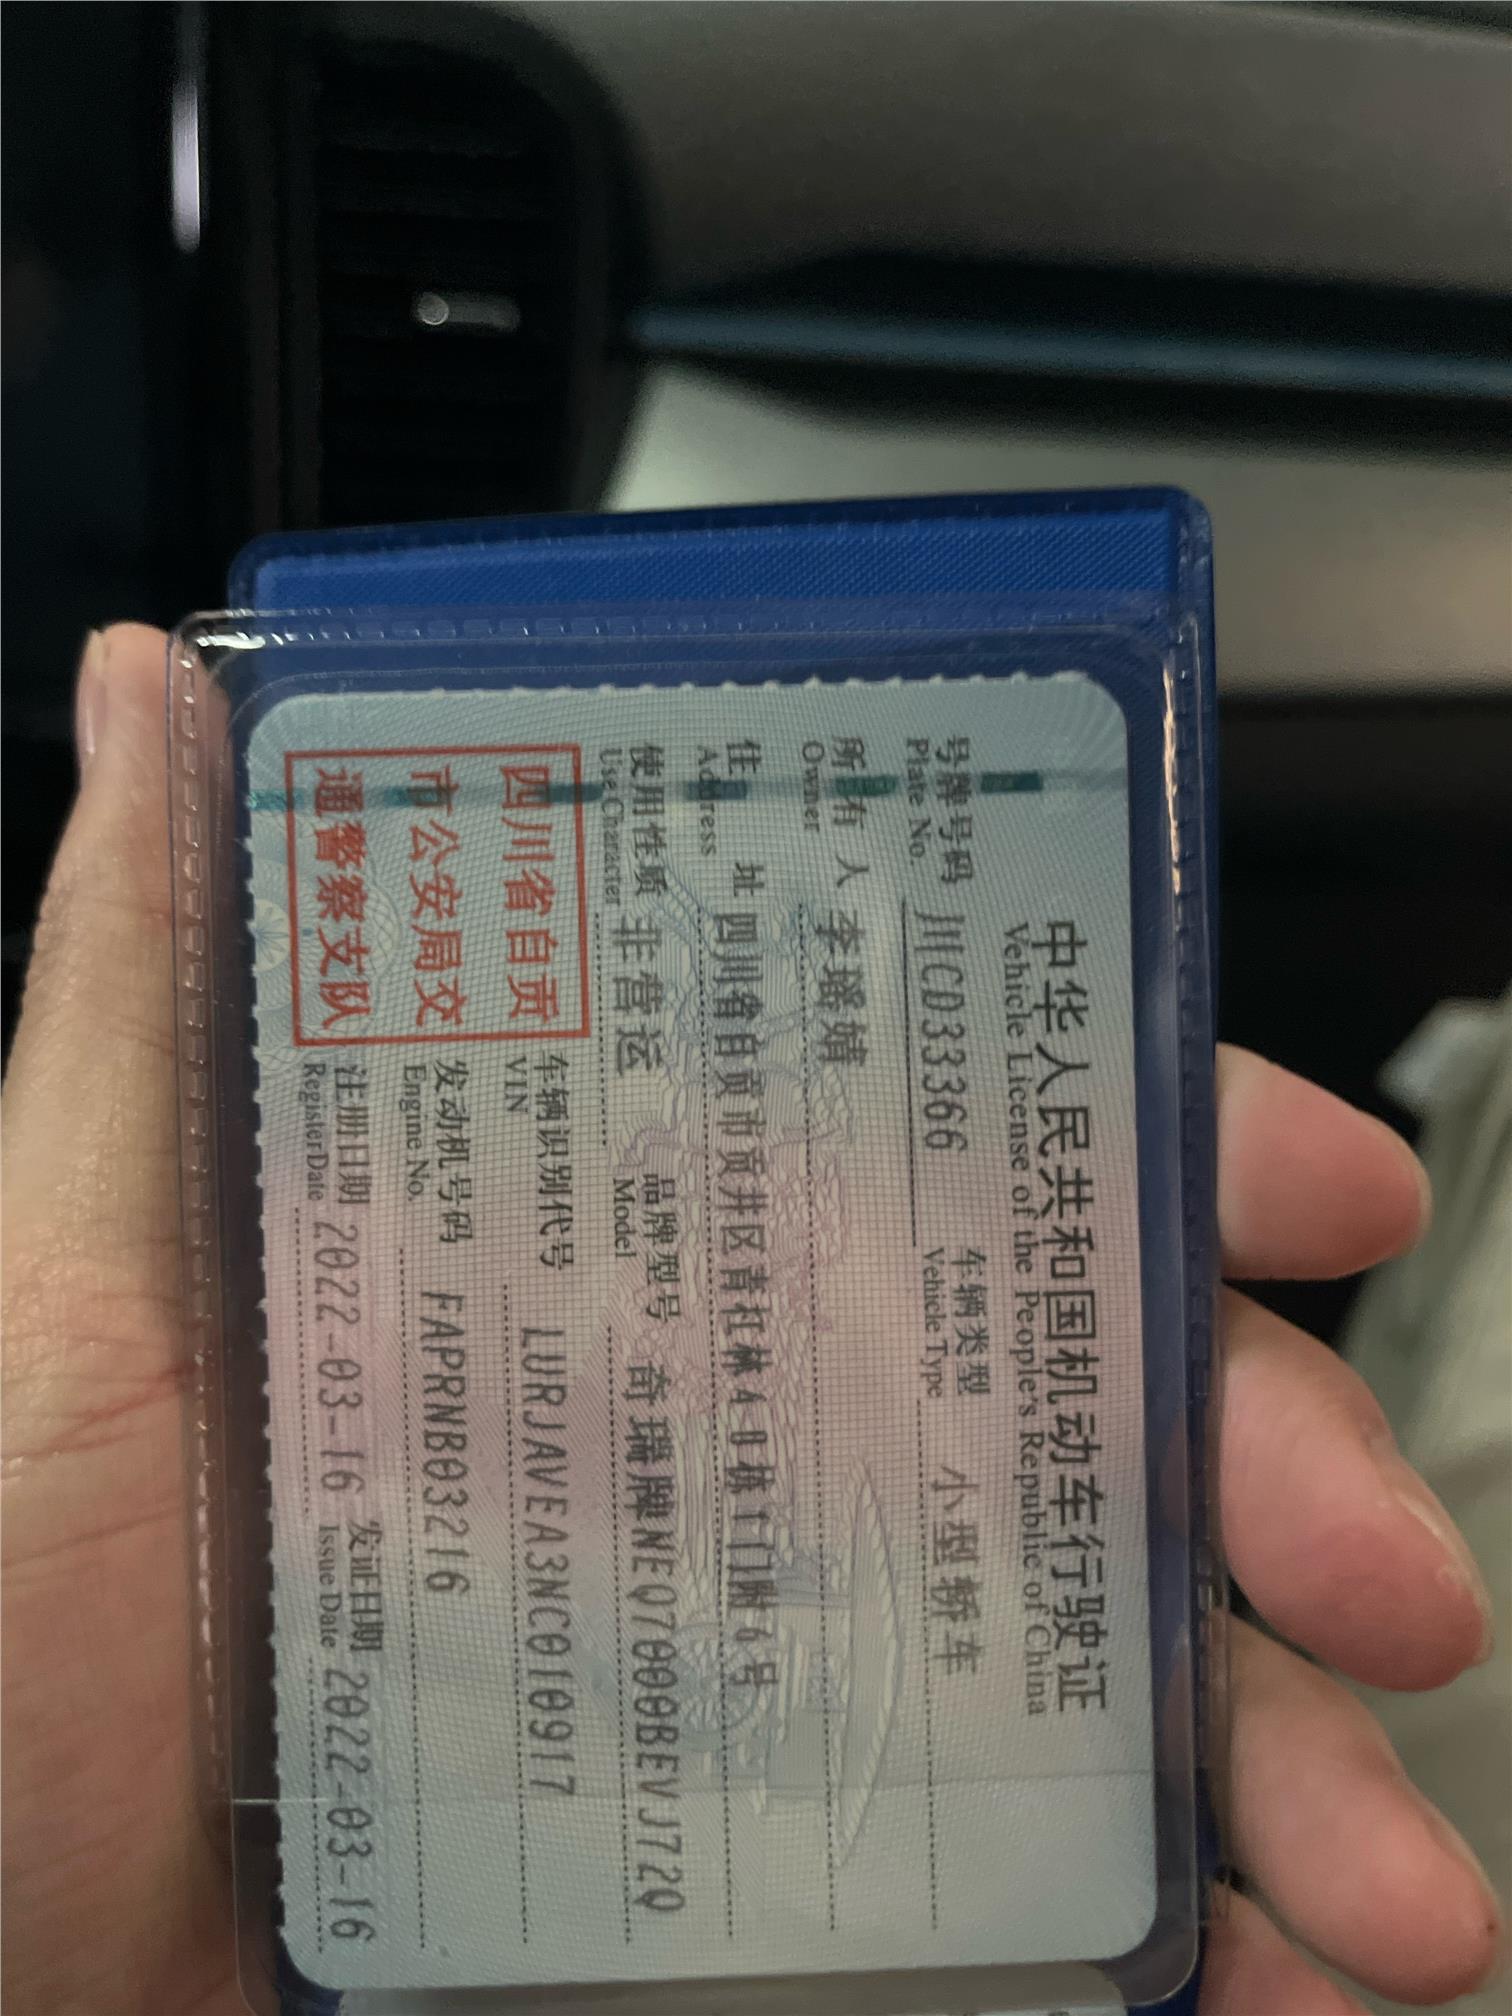 中华人民共和国机动车行驶证
Vehicle License of the People's Republic of China
号牌号码 川CD33366 车辆类型 小型轿车
Plate No. Vehicle Type
所有人 李璐婧
Owner
住址 四川省自贡市贡井区青杠林4-8栋1门附6号
Address
使用性质 非营运 品牌型号 奇瑞牌NEQ7000BEVJ72Q
Use Character Model
四川省自贡
市公安局交
通警察支队
车辆识别代号 LURJAVEA3NC010917
VIN
发动机号码 FAPRNB03216
Engine No.
注册日期 2022-03-16 发证日期 2022-03-16
Register Date Issue Date